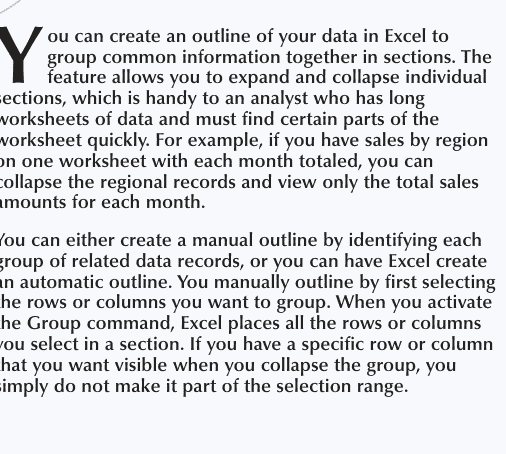 You can create an outline of your data in Excel to
group common information together in sections. The
feature allows you to expand and collapse individual
sections, which is handy to an analyst who has long
worksheets of data and must find certain parts of the
worksheet quickly. For example, if you have sales by region
on one worksheet with each month totaled, you can
collapse the regional records and view only the total sales
amounts for each month.
You can either create a manual outline by identifying each
group of related data records, or you can have Excel create
an automatic outline. You manually outline by first selecting
the rows or columns you want to group. When you activate
the Group command, Excel places all the rows or columns
you select in a section. If you have a specific row or column
that you want visible when you collapse the group, you
simply do not make it part of the selection range.